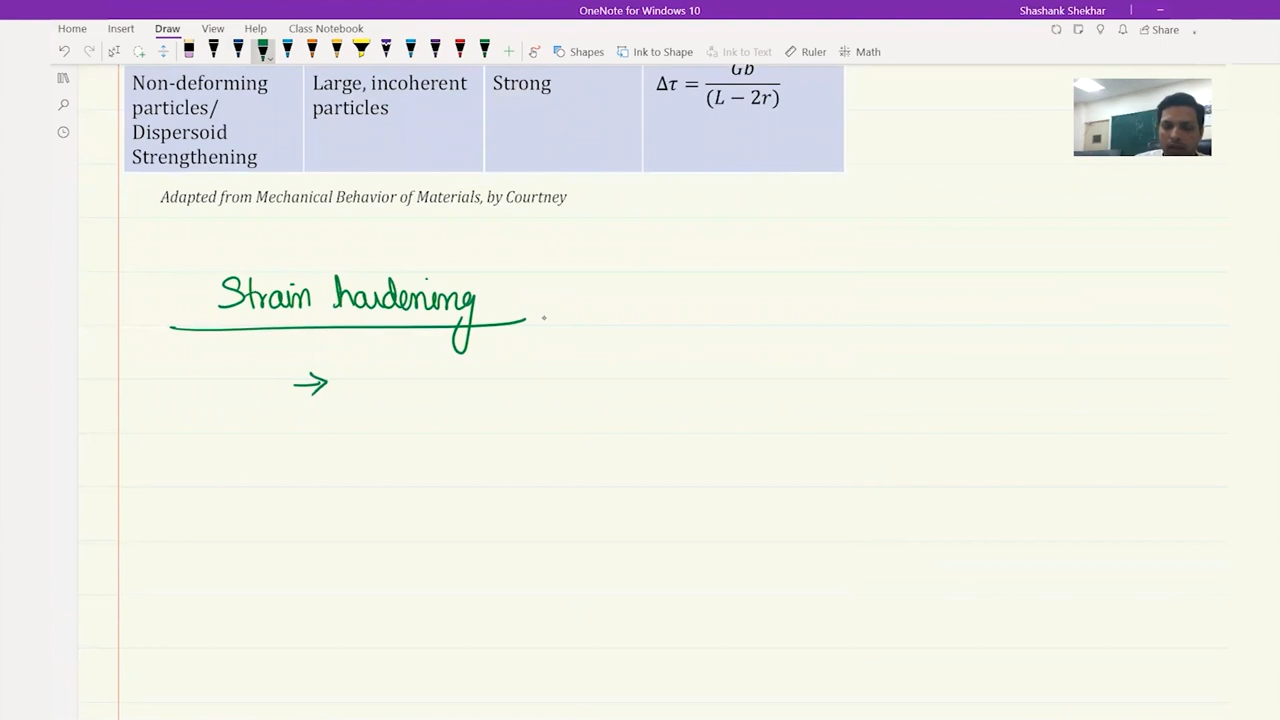 OneNote for Windows 10
Shashank Shekhar
Home Insert Draw View Help Class Notebook
Share
Shapes Ink to Shape Ink to Text Ruler Math
Non-deforming particles/ Dispersoid Strengthening
Large, incoherent particles
Strong
Δτ = Gb / (L − 2r)
Adapted from Mechanical Behavior of Materials, by Courtney
Strain hardening
→